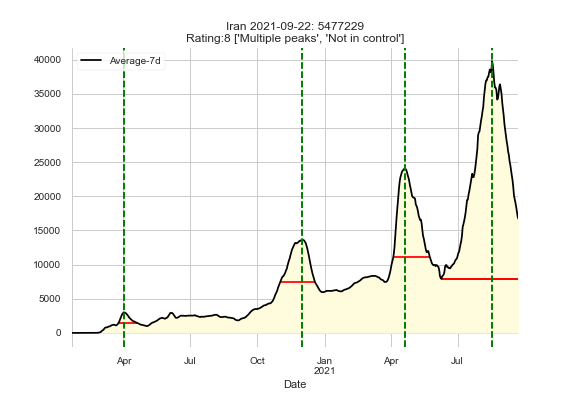 Iran 2021-09-22: 5477229
Rating:8 ['Multiple peaks', 'Not in control']
Average-7d
40000
35000
30000
25000
20000
15000
10000
5000
0
Apr Jul Oct Jan Apr Jul
2021
Date